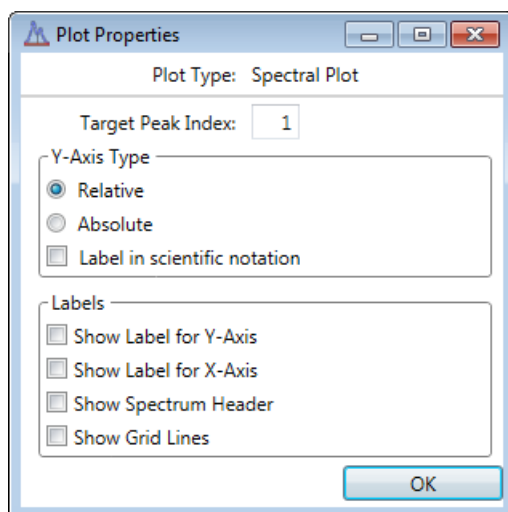 Plot Properties
Plot Type: Spectral Plot
Target Peak Index: 1
Y-Axis Type
Relative
Absolute
Label in scientific notation
Labels
Show Label for Y-Axis
Show Label for X-Axis
Show Spectrum Header
Show Grid Lines
OK